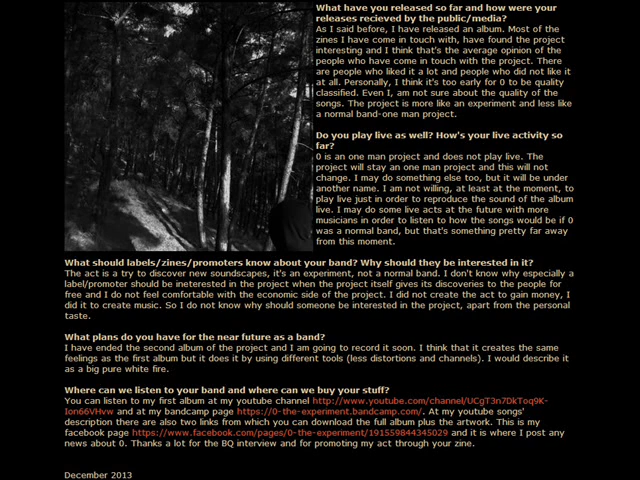 What have you released so far and how were your
releases recieved by the public/media?
As I said before, I have released an album. Most of the
zines I have come in touch with, have found the project
interesting and I think that's the average opinion of the
people who have come in touch with the project. There
are people who liked it a lot and people who did not like it
at all. Personally, I think it's too early for 0 to be quality
classified. Even I, am not sure about the quality of the
songs. The project is more like an experiment and less like
a normal band-one man project.
Do you play live as well? How's your live activity so
far?
0 is an one man project and does not play live. The
project will stay an one man project and this will not
change. I may do something else too, but it will be under
another name. I am not willing, at least at the moment, to
play live just in order to reproduce the sound of the album
live. I may do some live acts at the future with more
musicians in order to listen to how the songs would be if 0
was a normal band, but that's something pretty far away
from this moment.
What should labels/zines/promoters know about your band? Why should they be interested in it?
The act is a try to discover new soundscapes, it's an experiment, not a normal band. I don't know why especially a
label/promoter should be ineterested in the project when the project itself gives its discoveries to the people for
free and I do not feel comfortable with the economic side of the project. I did not create the act to gain money, I
did it to create music. So I do not know why should someone be interested in the project, apart from the personal
taste.
What plans do you have for the near future as a band?
I have ended the second album of the project and I am going to record it soon. I think that it creates the same
feelings as the first album but it does it by using different tools (less distortions and channels). I would describe it
as a big pure white fire.
Where can we listen to your band and where can we buy your stuff?
You can listen to my first album at my youtube channel http://www.youtube.com/channel/UCgT3n7DkToq9K-
Ion66VHvw and at my bandcamp page https://0-the-experiment.bandcamp.com/. At my youtube songs'
description there are also two links from which you can download the full album plus the artwork. This is my
facebook page https://www.facebook.com/pages/0-the-experiment/191559844345029 and it is where I post any
news about 0. Thanks a lot for the BQ interview and for promoting my act through your zine.
December 2013